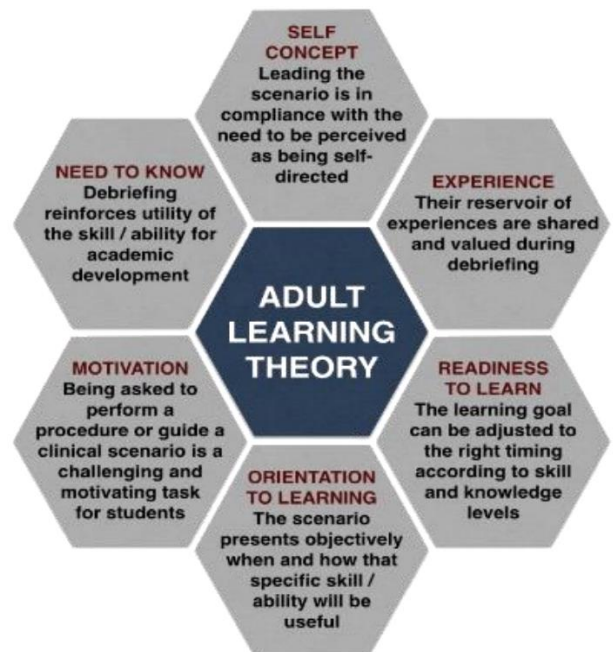 SELF
CONCEPT
Leading the
scenario is in
compliance with the
need to be perceived
as being self-
directed
NEED TO KNOW
Debriefing
reinforces utility of
the skill / ability for
academic
development
EXPERIENCE
Their reservoir of
experiences are shared
and valued during
debriefing
ADULT
LEARNING
THEORY
MOTIVATION
Being asked to
perform a
procedure or guide a
clinical scenario is a
challenging and
motivating task
for students
READINESS
TO LEARN
The learning goal
can be adjusted to
the right timing
according to skill
and knowledge
levels
ORIENTATION
TO LEARNING
The scenario
presents objectively
when and how that
specific skill /
ability will be
useful